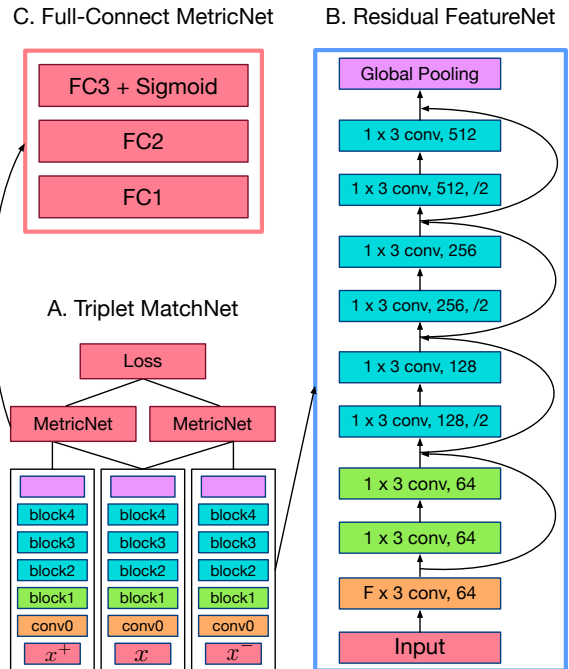 C. Full-Connect MetricNet
FC3 + Sigmoid
FC2
FC1
A. Triplet MatchNet
Loss
MetricNet MetricNet
block4 block4 block4
block3 block3 block3
block2 block2 block2
block1 block1 block1
conv0 conv0 conv0
x⁺ x x⁻
B. Residual FeatureNet
Global Pooling
1 x 3 conv, 512
1 x 3 conv, 512, /2
1 x 3 conv, 256
1 x 3 conv, 256, /2
1 x 3 conv, 128
1 x 3 conv, 128, /2
1 x 3 conv, 64
1 x 3 conv, 64
F x 3 conv, 64
Input